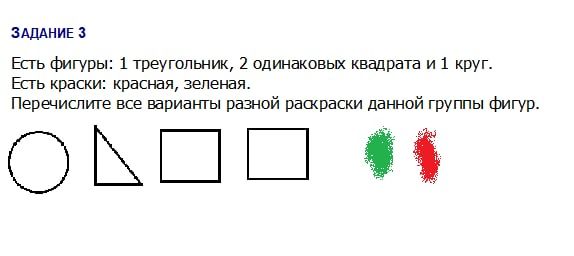 ЗАДАНИЕ 3
Есть фигуры: 1 треугольник, 2 одинаковых квадрата и 1 круг.
Есть краски: красная, зеленая.
Перечислите все варианты разной раскраски данной группы фигур.